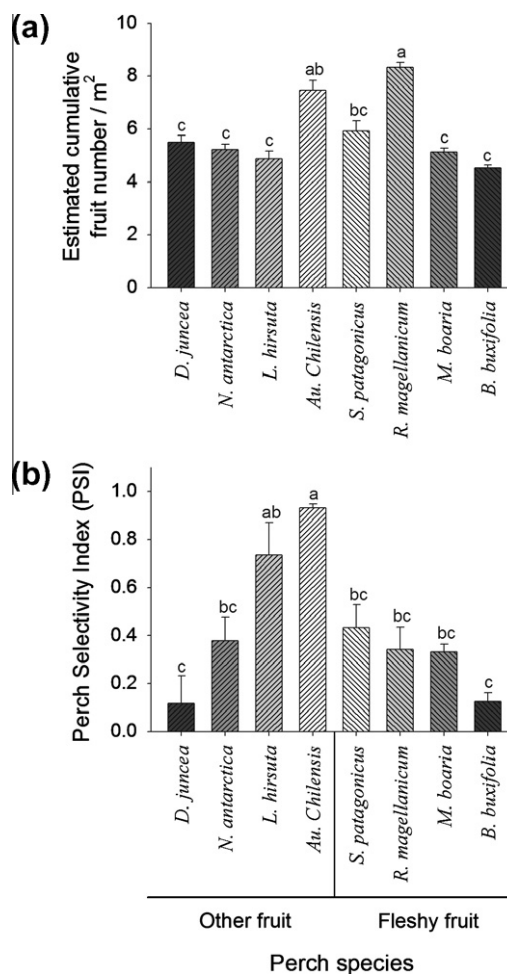 (a)
Estimated cumulative
fruit number / m²
10
8
6
4
2
0
c
c
c
ab
bc
a
c
c
D. juncea
N. antarctica
L. hirsuta
Au. Chilensis
S. patagonicus
R. magellanicum
M. boaria
B. buxifolia
(b)
Perch Selectivity Index (PSI)
1.0
0.8
0.6
0.4
0.2
0.0
c
bc
ab
a
bc
bc
bc
c
D. juncea
N. antarctica
L. hirsuta
Au. Chilensis
S. patagonicus
R. magellanicum
M. boaria
B. buxifolia
Other fruit
Fleshy fruit
Perch species